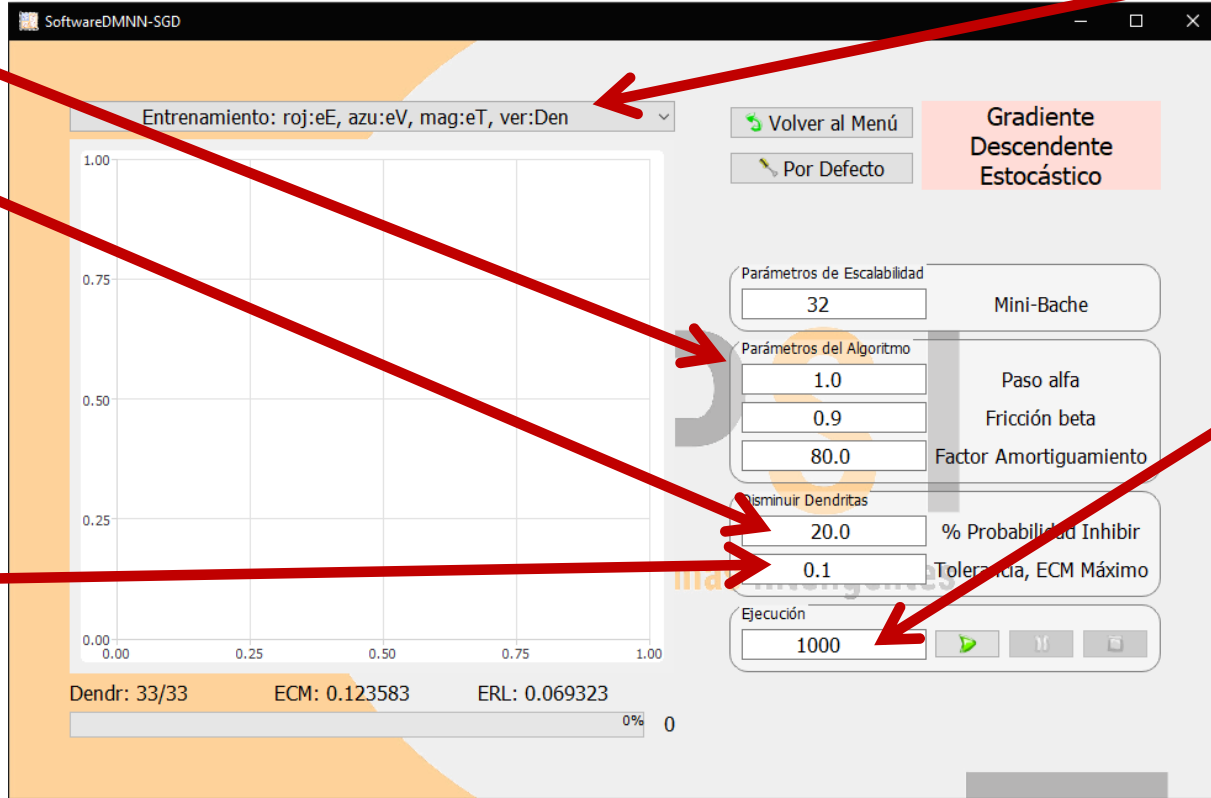 SoftwareDMNN-SGD
Entrenamiento: roj:eE, azu:eV, mag:eT, ver:Den
Volver al Menú
Por Defecto
Gradiente
Descendente
Estocástico
1.00
0.75
0.50
0.25
0.00
0.00 0.25 0.50 0.75 1.00
Parámetros de Escalabilidad
32 Mini-Bache
Parámetros del Algoritmo
1.0 Paso alfa
0.9 Fricción beta
80.0 Factor Amortiguamiento
Disminuir Dendritas
20.0 % Probabilidad Inhibir
0.1 Tolerancia, ECM Máximo
Ejecución
1000
Dendr: 33/33 ECM: 0.123583 ERL: 0.069323
0% 0